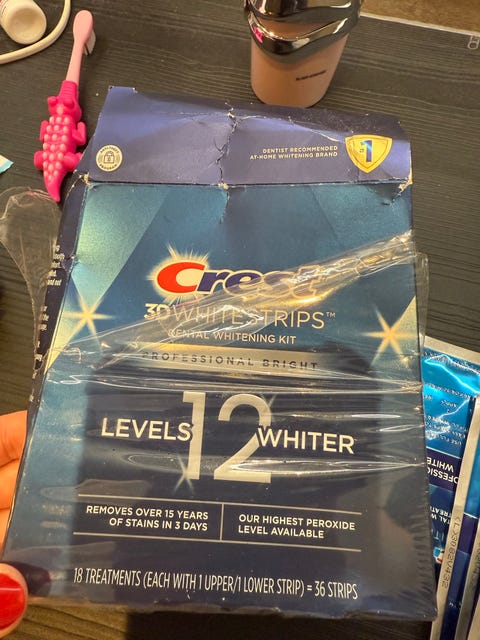 DENTIST RECOMMENDED
AT-HOME WHITENING BRAND
#1
Crest
3DWHITESTRIPS™
DENTAL WHITENING KIT
PROFESSIONAL BRIGHT
12
LEVELS WHITER
REMOVES OVER 15 YEARS
OF STAINS IN 3 DAYS
OUR HIGHEST PEROXIDE
LEVEL AVAILABLE
18 TREATMENTS (EACH WITH 1 UPPER/1 LOWER STRIP) = 36 STRIPS